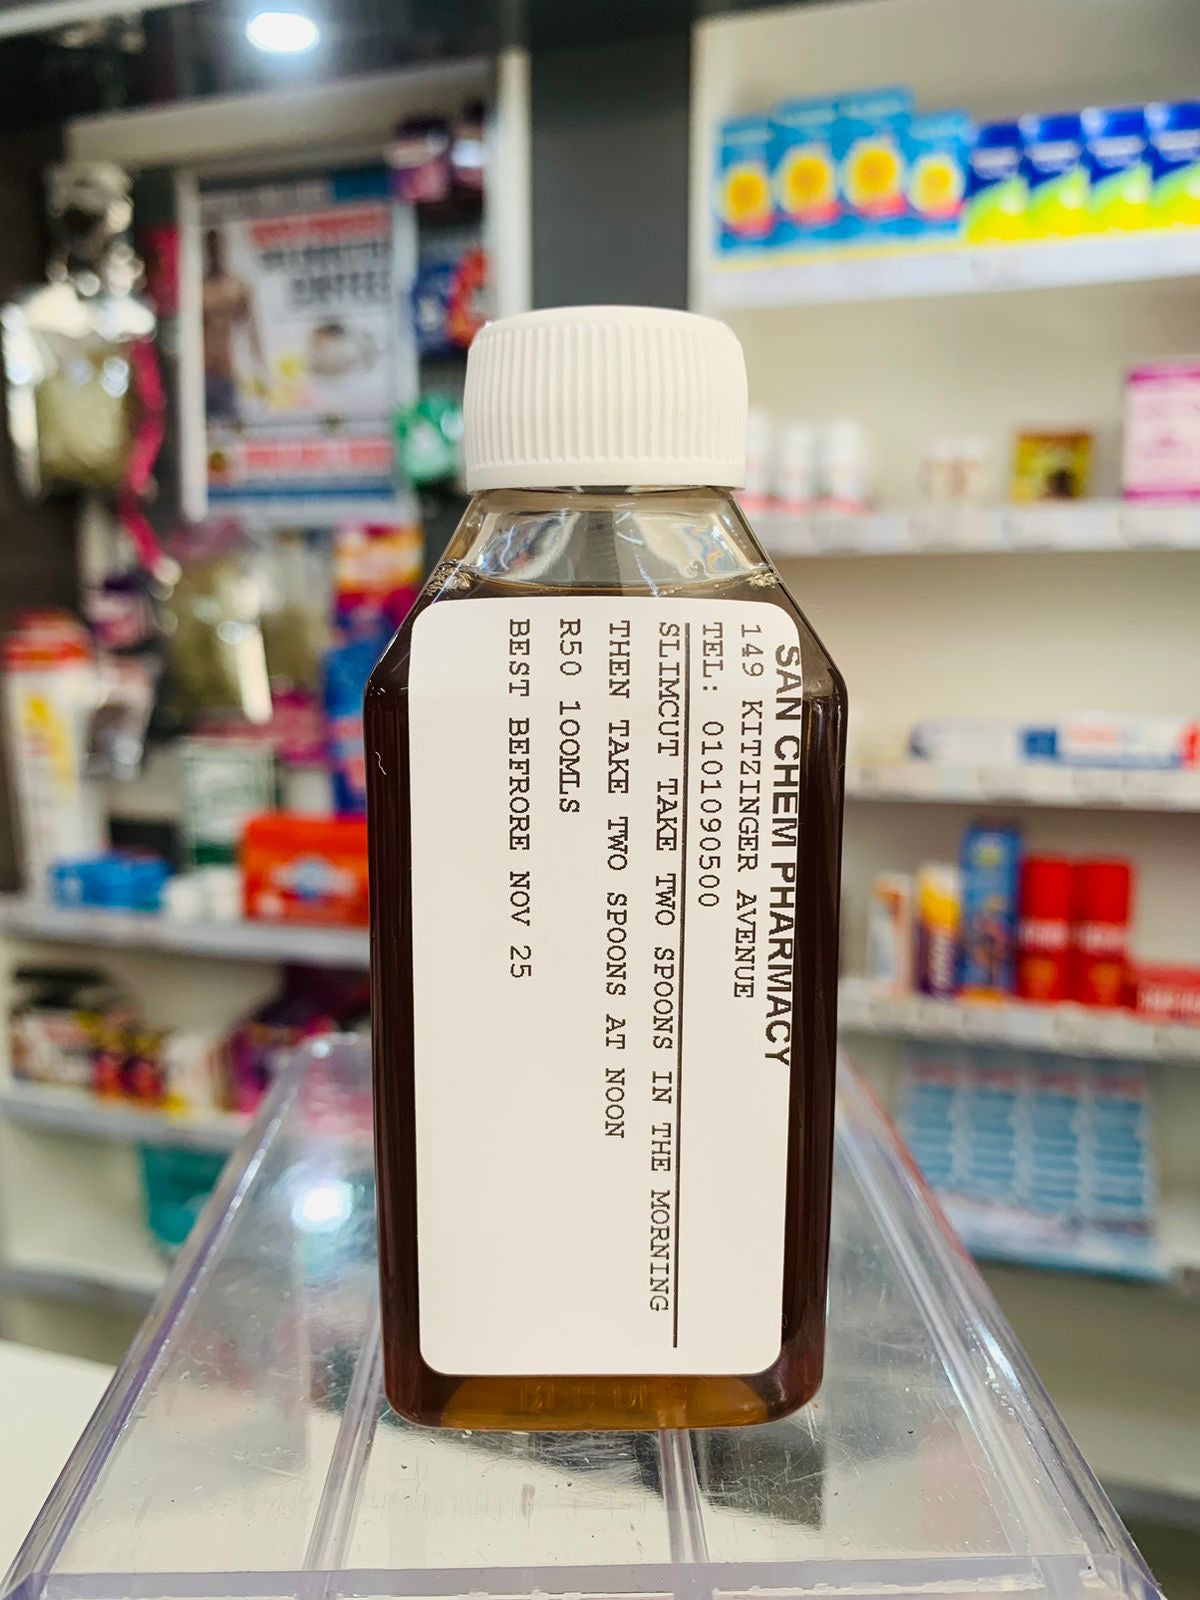 SAN CHEM PHARMACY
149 KITZINGER AVENUE
TEL: 0101090500
SLIMCUT TAKE TWO SPOONS IN THE MORNING
THEN TAKE TWO SPOONS AT NOON
R50 100MLS
BEST BEFRORE NOV 25